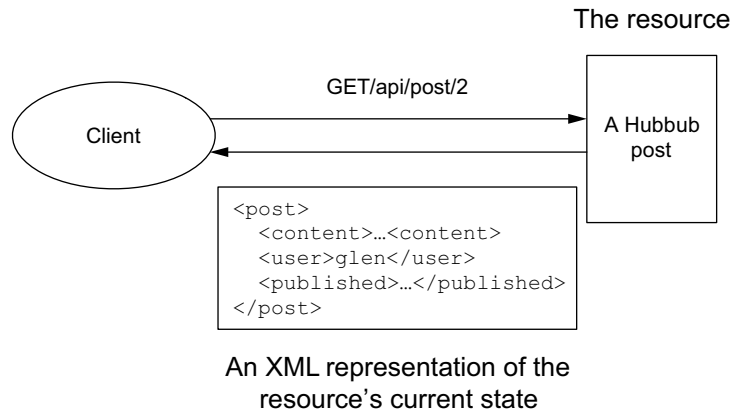 The resource
GET/api/post/2
Client
A Hubbub
post
<post>
  <content>…<content>
  <user>glen</user>
  <published>…</published>
</post>
An XML representation of the
resource's current state